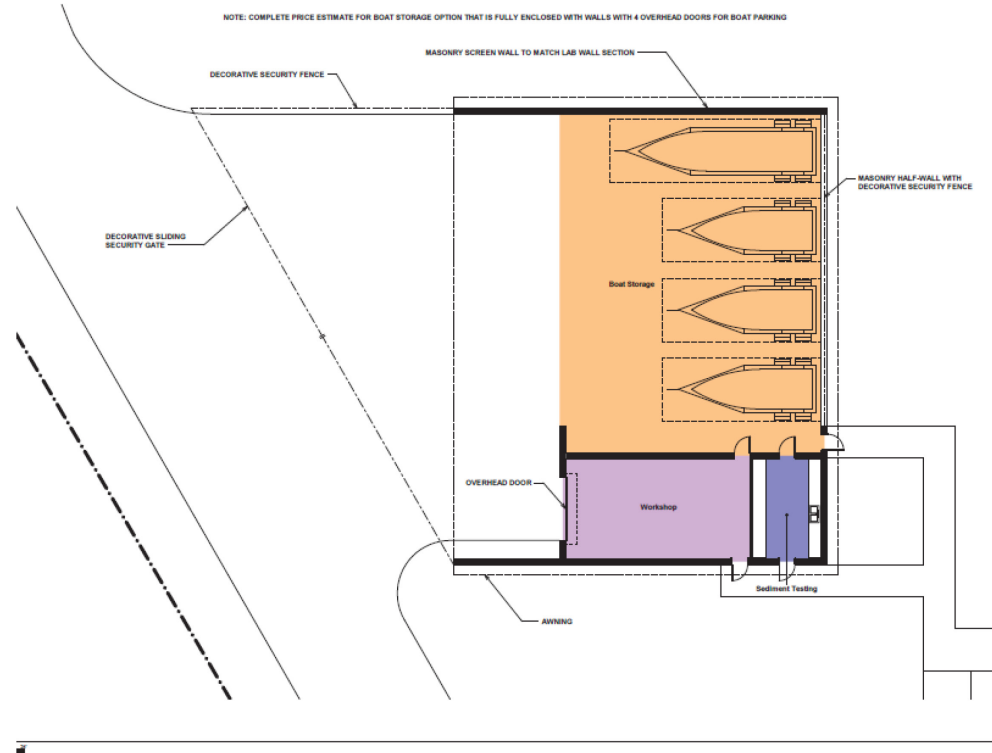 NOTE: COMPLETE PRICE ESTIMATE FOR BOAT STORAGE OPTION THAT IS FULLY ENCLOSED WITH WALLS WITH 4 OVERHEAD DOORS FOR BOAT PARKING
MASONRY SCREEN WALL TO MATCH LAB WALL SECTION
DECORATIVE SECURITY FENCE
MASONRY HALF-WALL WITH
DECORATIVE SECURITY FENCE
DECORATIVE SLIDING
SECURITY GATE
Boat Storage
OVERHEAD DOOR
Workshop
Sediment Testing
AWNING